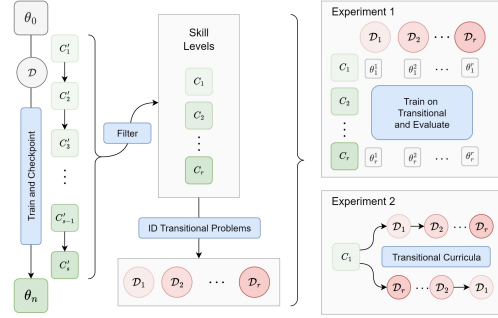 θ₀
𝒟
Train and Checkpoint
θₙ
C′₁
C′₂
C′₃
⋮
C′ₛ₋₁
C′ₛ
Filter
Skill
Levels
C₁
C₂
⋮
Cᵣ
ID Transitional Problems
𝒟₁ 𝒟₂ ··· 𝒟ᵣ
Experiment 1
𝒟₁ 𝒟₂ ··· 𝒟ᵣ
C₁ θ₁¹ θ₁² ··· θ₁ʳ
C₂
Train on
Transitional
and Evaluate
⋮
Cᵣ θᵣ¹ θᵣ² ··· θᵣʳ
Experiment 2
𝒟₁ 𝒟₂ ··· 𝒟ᵣ
C₁
Transitional Curricula
𝒟ᵣ ··· 𝒟₂ 𝒟₁